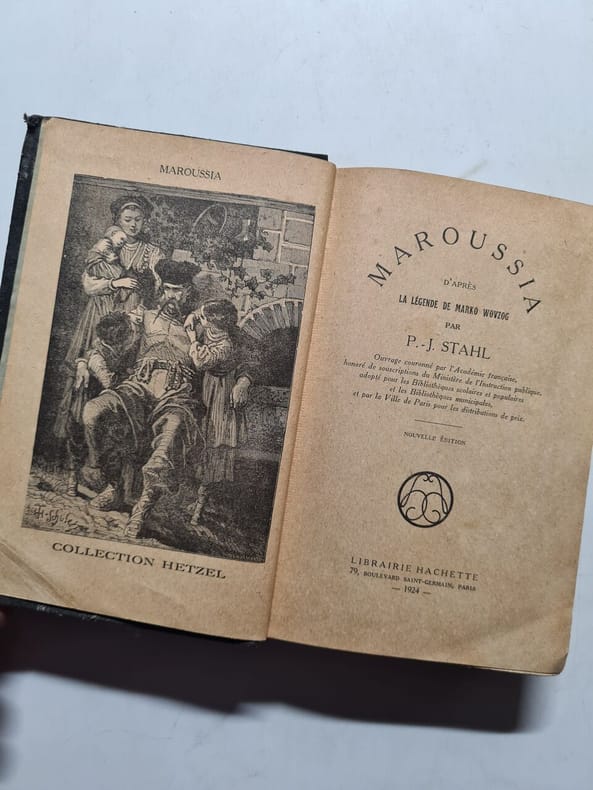 MAROUSSIA
Th-Schuler
COLLECTION HETZEL
MAROUSSIA
D'APRÈS
LA LÉGENDE DE MARKO WOVZOG
PAR
P.-J. STAHL
Ouvrage couronné par l'Académie française,
honoré de souscriptions du Ministère de l'Instruction publique,
adopté pour les Bibliothèques scolaires et populaires
et les Bibliothèques municipales,
et par la Ville de Paris pour les distributions de prix.
NOUVELLE ÉDITION
LIBRAIRIE HACHETTE
79, BOULEVARD SAINT-GERMAIN, PARIS
— 1924 —